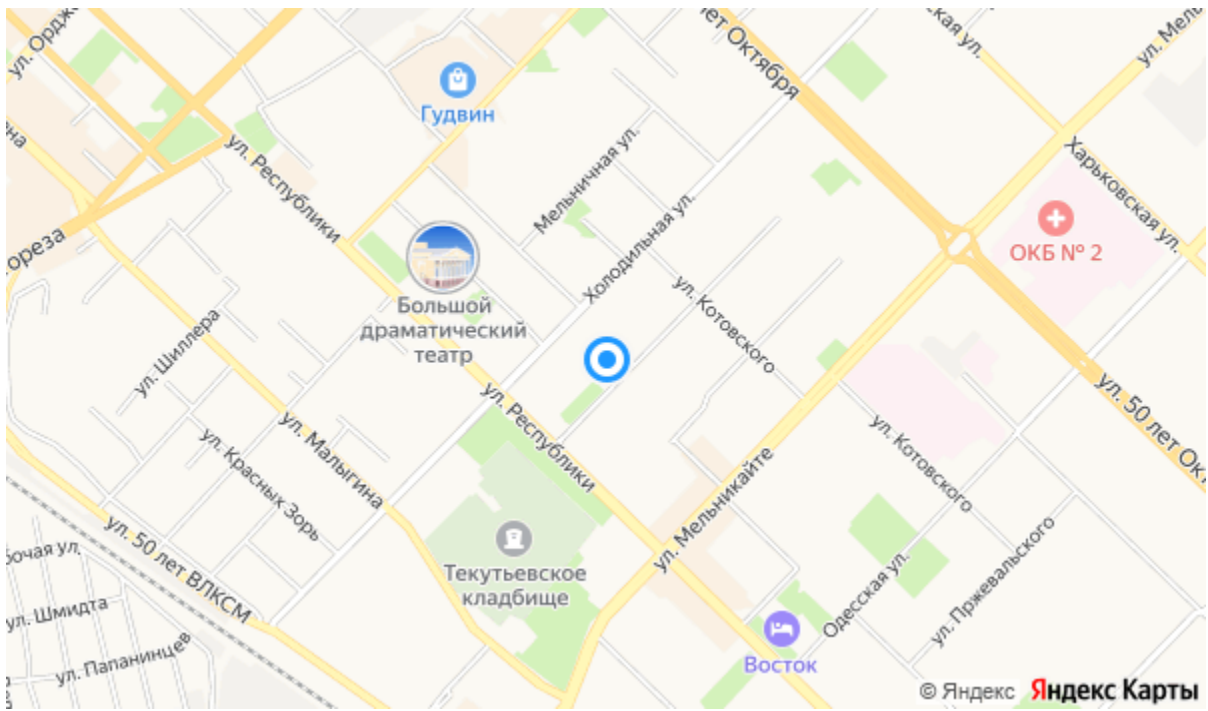 ул. Ордж
лет Октября
ская ул.
ул. Мель
Гудвин
ул. Республики
Мельничная ул.
Харьковская ул.
ена
ореза
Холодильная ул.
ОКБ № 2
Большой
драматический
театр
ул. Котовского
ул. Шиллера
ул. 50 лет Окт
ул. Республики
ул. Малыгина
ул. Красных Зорь
ул. Котовского
ул. Мельникайте
ул. 50 лет ВЛКСМ
бочая ул.
Текутьевское
кладбище
ул. Пржевальского
Одесская ул.
ул. Шмидта
ул. Папанинцев
Восток
© Яндекс Яндекс Карты